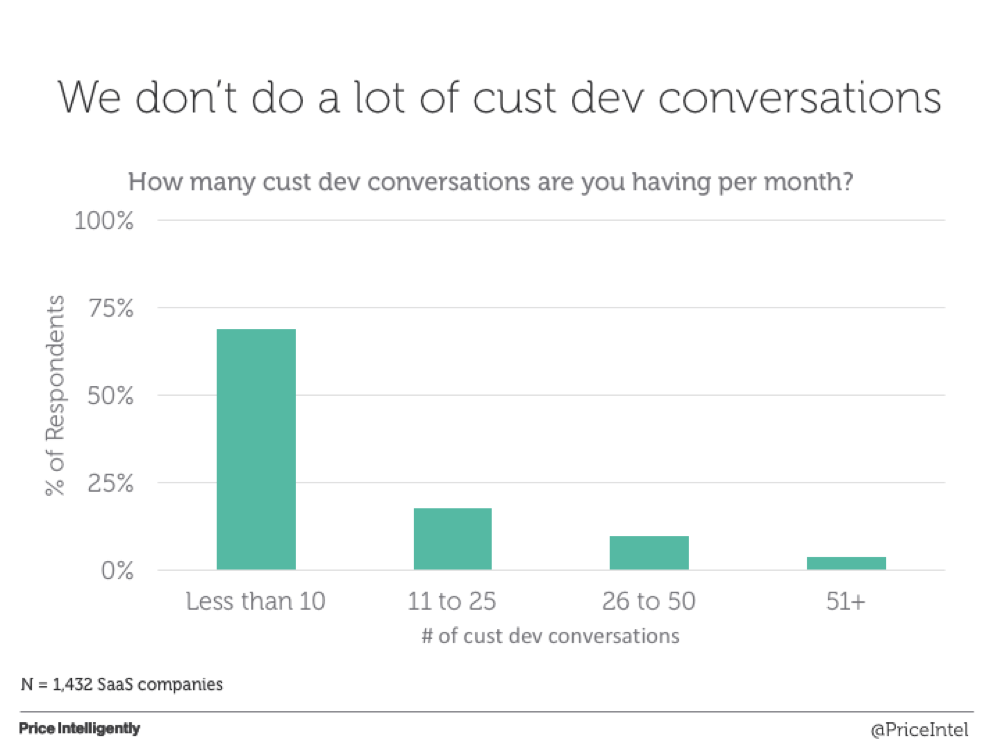 We don't do a lot of cust dev conversations
How many cust dev conversations are you having per month?
100%
75%
50%
25%
0%
% of Respondents
Less than 10
11 to 25
26 to 50
51+
# of cust dev conversations
N = 1,432 SaaS companies
Price Intelligently
@PriceIntel